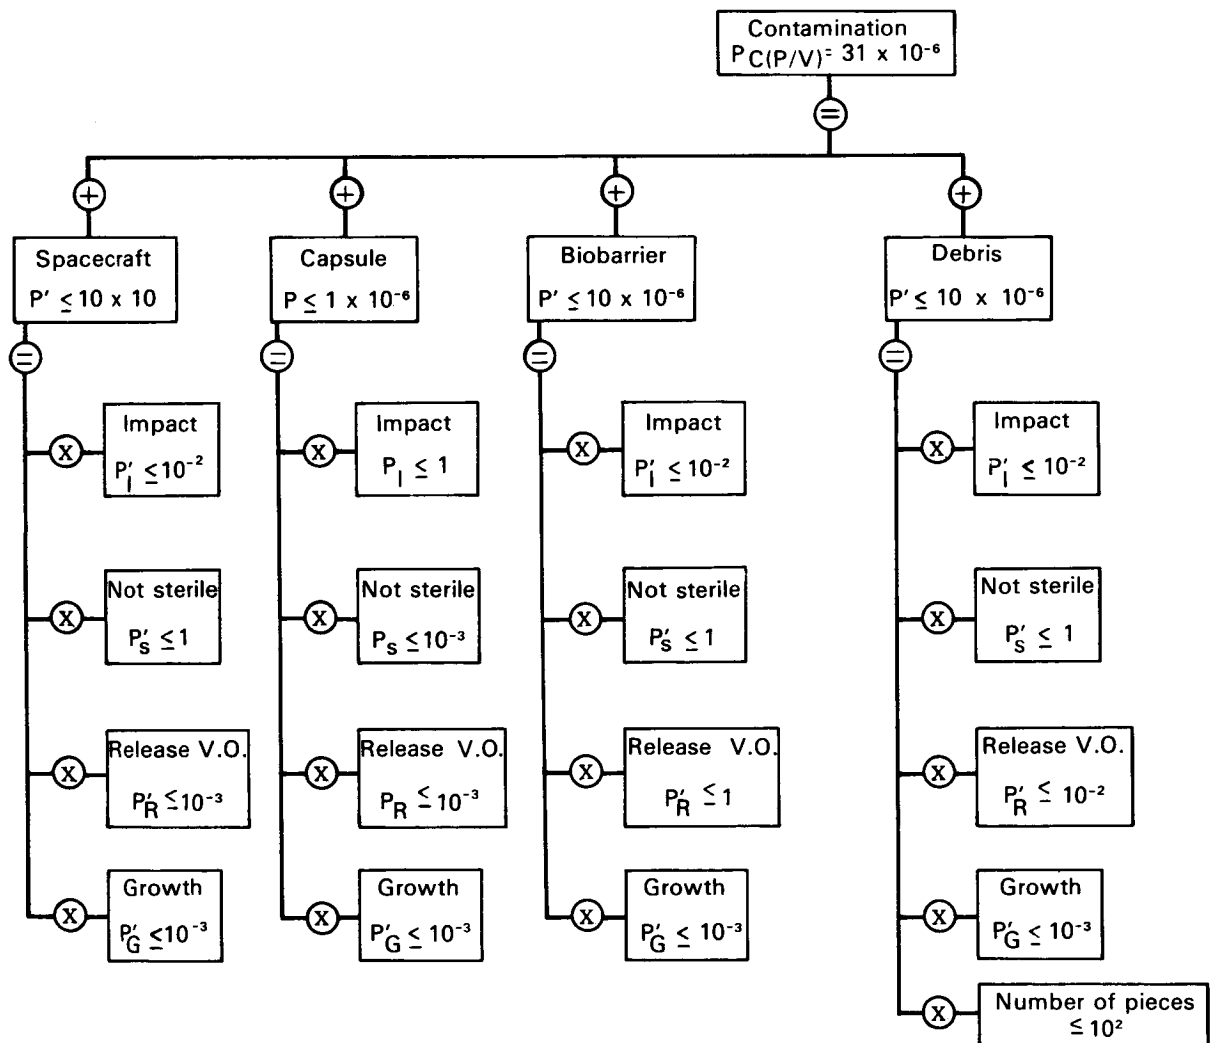 Contamination
P C(P/V) = 31 x 10⁻⁶
=
+
+
+
+
Spacecraft
P' ≤ 10 x 10
Capsule
P ≤ 1 x 10⁻⁶
Biobarrier
P' ≤ 10 x 10⁻⁶
Debris
P' ≤ 10 x 10⁻⁶
=
=
=
=
X
Impact
P'I ≤ 10⁻²
X
Impact
PI ≤ 1
X
Impact
P'I ≤ 10⁻²
X
Impact
P'I ≤ 10⁻²
X
Not sterile
P's ≤ 1
X
Not sterile
Ps ≤ 10⁻³
X
Not sterile
P's ≤ 1
X
Not sterile
P's ≤ 1
X
Release V.O.
P'R ≤ 10⁻³
X
Release V.O.
PR ≤ 10⁻³
X
Release V.O.
P'R ≤ 1
X
Release V.O.
P'R ≤ 10⁻²
X
Growth
P'G ≤ 10⁻³
X
Growth
P'G ≤ 10⁻³
X
Growth
P'G ≤ 10⁻³
X
Growth
P'G ≤ 10⁻³
X
Number of pieces
≤ 10²